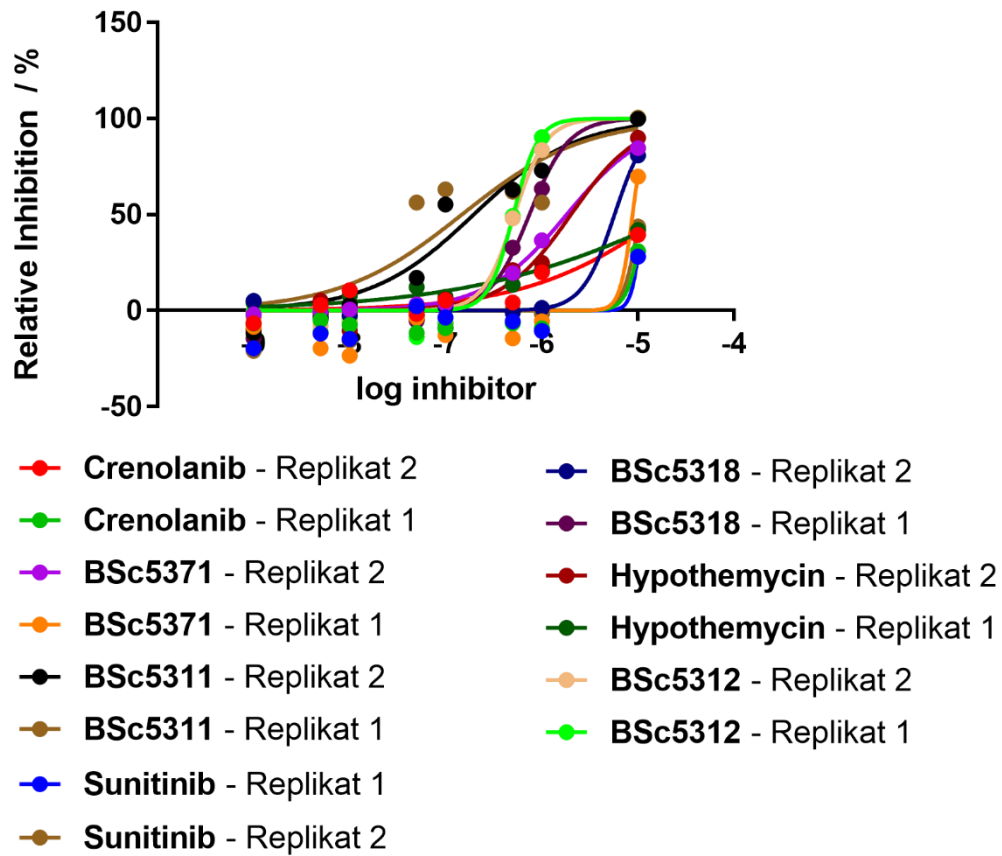 150
100
50
0
-50
Relative Inhibition / %
-8
-7
-6
-5
-4
log inhibitor
Crenolanib - Replikat 2
Crenolanib - Replikat 1
BSc5371 - Replikat 2
BSc5371 - Replikat 1
BSc5311 - Replikat 2
BSc5311 - Replikat 1
Sunitinib - Replikat 1
Sunitinib - Replikat 2
BSc5318 - Replikat 2
BSc5318 - Replikat 1
Hypothemycin - Replikat 2
Hypothemycin - Replikat 1
BSc5312 - Replikat 2
BSc5312 - Replikat 1